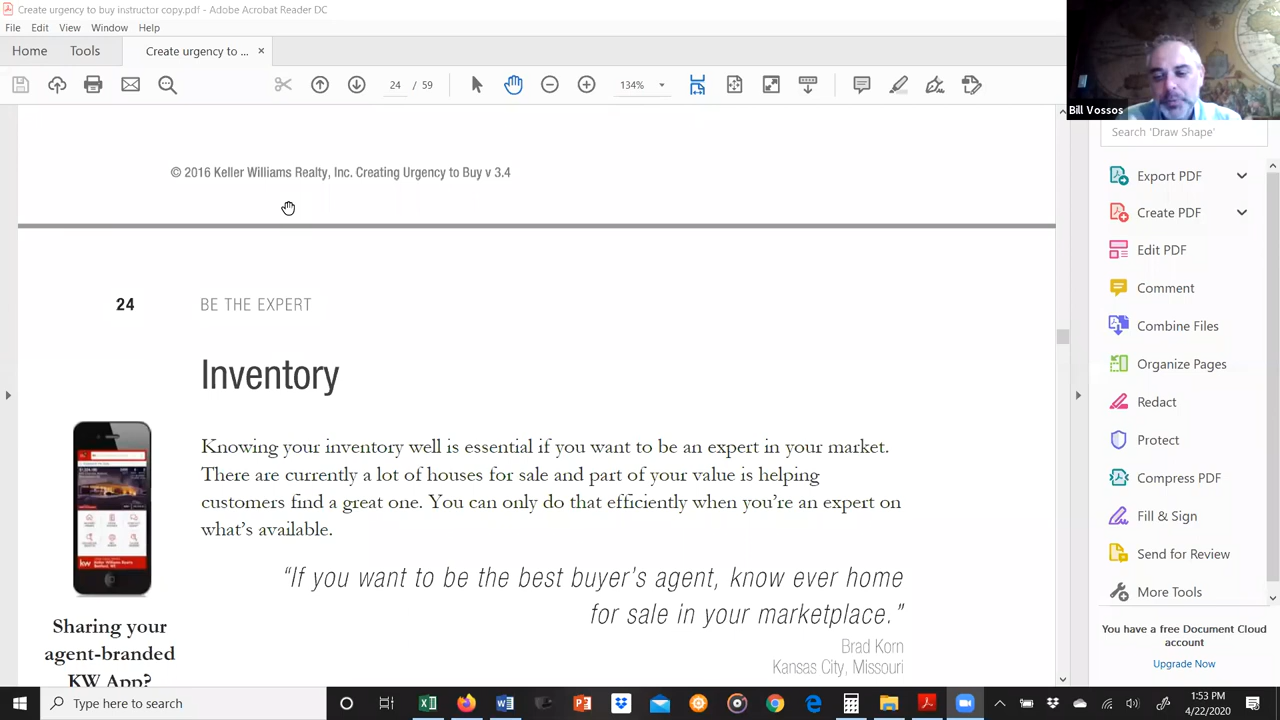 Create urgency to buy instructor copy.pdf - Adobe Acrobat Reader DC
File Edit View Window Help
Home Tools Create urgency to ... ×
24 / 59 134%
Bill Vossos
Search 'Draw Shape'
Export PDF
Create PDF
Edit PDF
Comment
Combine Files
Organize Pages
Redact
Protect
Compress PDF
Fill & Sign
Send for Review
More Tools
You have a free Document Cloud
account
Upgrade Now
© 2016 Keller Williams Realty, Inc. Creating Urgency to Buy v 3.4
24 BE THE EXPERT
Inventory
Knowing your inventory well is essential if you want to be an expert in your market.
There are currently a lot of houses for sale and part of your value is helping
customers find a great one. You can only do that efficiently when you're an expert on
what's available.
"If you want to be the best buyer's agent, know ever home
for sale in your marketplace."
Brad Korn
Kansas City, Missouri
kw
Sharing your
agent-branded
KW App?
Type here to search
1:53 PM
4/22/2020